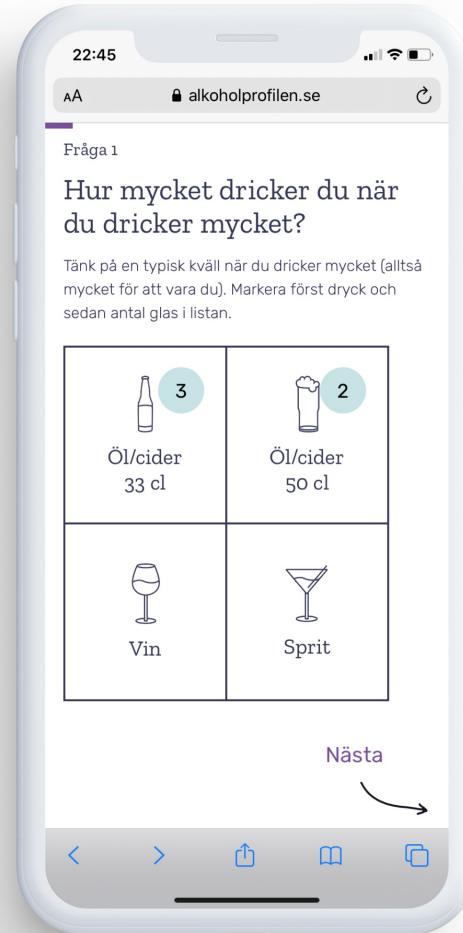 22:45
AA alkoholprofilen.se
Fråga 1
Hur mycket dricker du när
du dricker mycket?
Tänk på en typisk kväll när du dricker mycket (alltså
mycket för att vara du). Markera först dryck och
sedan antal glas i listan.
3
Öl/cider
33 cl
2
Öl/cider
50 cl
Vin
Sprit
Nästa